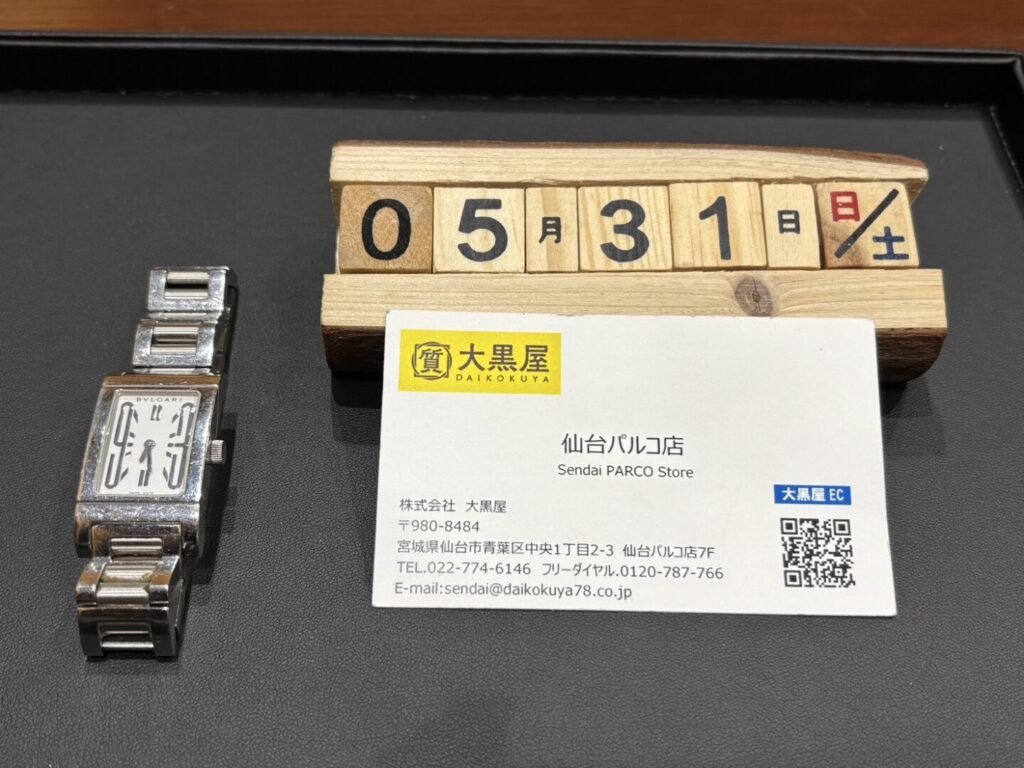 05月31日 日/土
質 大黒屋
DAIKOKUYA
仙台パルコ店
Sendai PARCO Store
大黒屋 EC
株式会社 大黒屋
〒980-8484
宮城県仙台市青葉区中央1丁目2-3 仙台パルコ店7F
TEL.022-774-6146 フリーダイヤル.0120-787-766
E-mail:sendai@daikokuya78.co.jp
BVLGARI
9
3